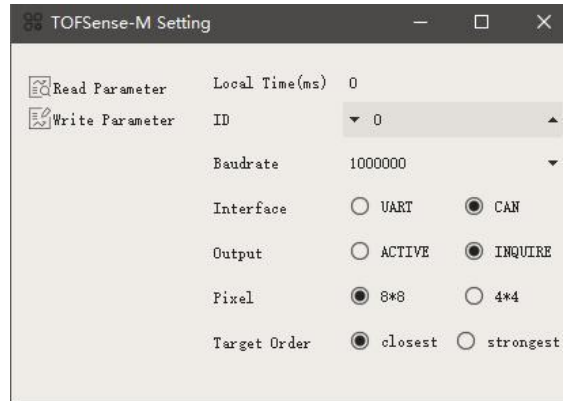 TOFSense-M Setting
Read Parameter
Write Parameter
Local Time(ms) 0
ID 0
Baudrate 1000000
Interface UART CAN
Output ACTIVE INQUIRE
Pixel 8*8 4*4
Target Order closest strongest